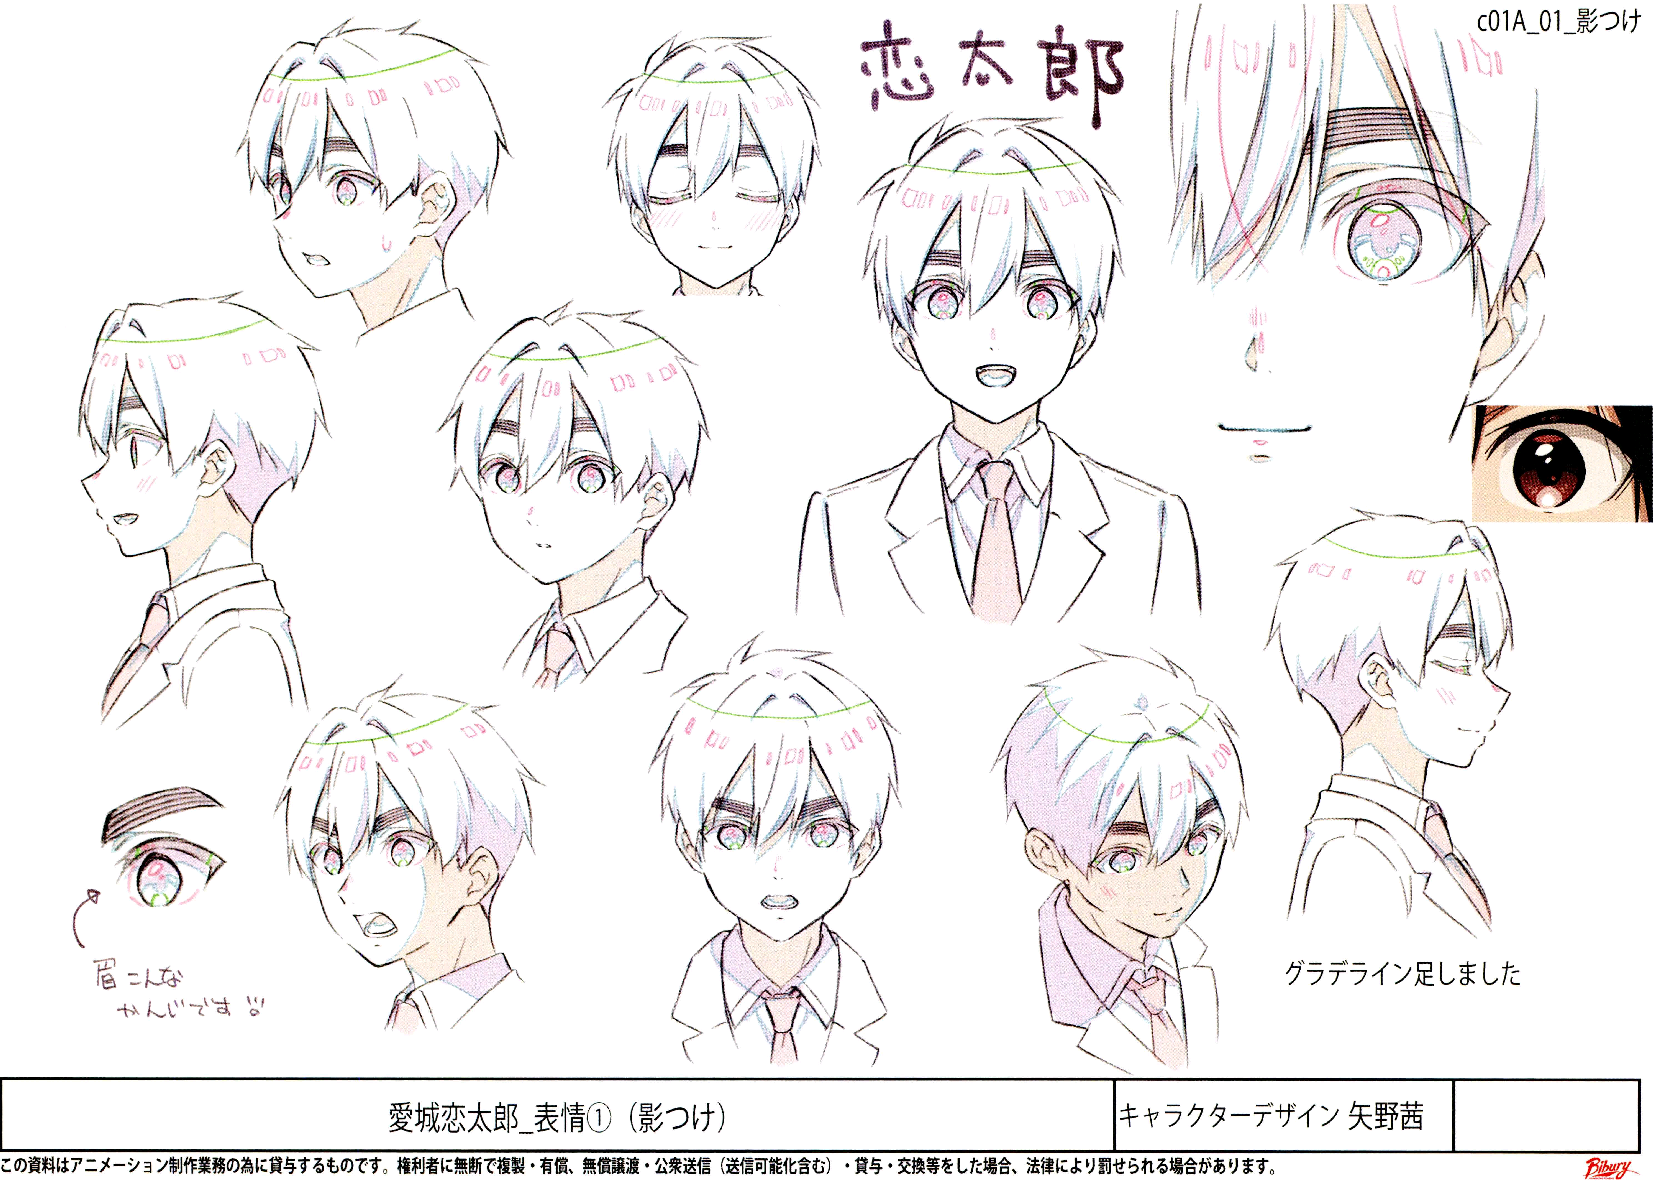 c01A_01_影つけ
恋太郎
眉こんな
かんじです!!
グラデライン足しました
愛城恋太郎_表情①（影つけ）
キャラクターデザイン 矢野茜
この資料はアニメーション制作業務の為に貸与するものです。権利者に無断で複製・有償、無償譲渡・公衆送信（送信可能化含む）・貸与・交換等をした場合、法律により罰せられる場合があります。
Bibury